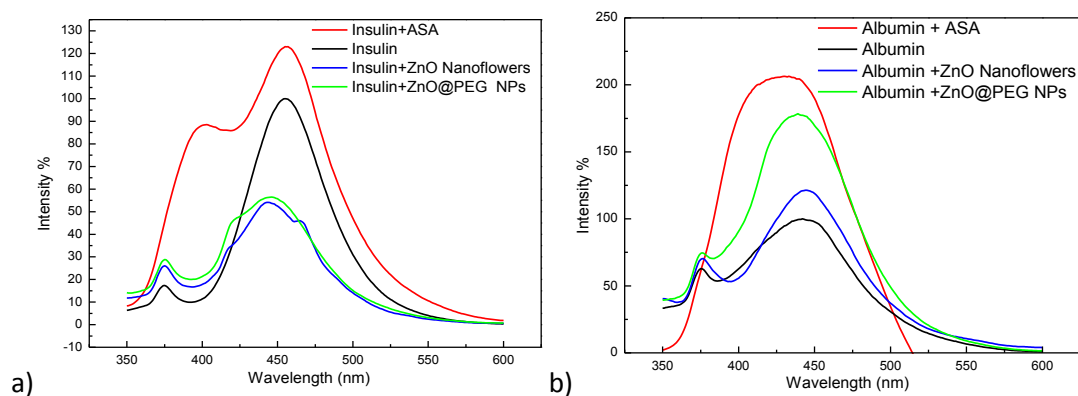 130
120
110
100
90
80
70
60
50
40
30
20
10
0
-10
Intensity %
Insulin+ASA
Insulin
Insulin+ZnO Nanoflowers
Insulin+ZnO@PEG NPs
350 400 450 500 550 600
Wavelength (nm)
a)
250
200
150
100
50
0
Intensity %
Albumin + ASA
Albumin
Albumin +ZnO Nanoflowers
Albumin +ZnO@PEG NPs
350 400 450 500 550 600
Wavelength (nm)
b)